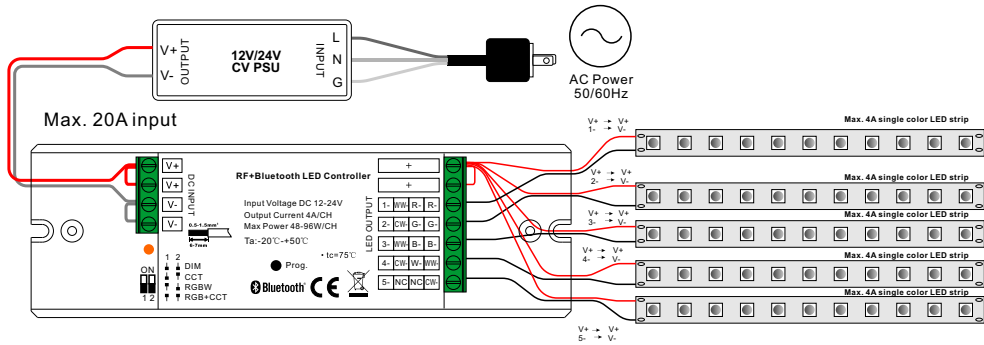 12V/24V
CV PSU
V+
V-
OUTPUT
INPUT
L
N
G
AC Power
50/60Hz
Max. 20A input
V+
V+
V-
V-
DC INPUT
0.5-1.5mm²
6-7mm
RF+Bluetooth LED Controller
Input Voltage DC 12-24V
Output Current 4A/CH
Max Power 48-96W/CH
Ta:-20℃-+50℃
• tc=75℃
Prog.
Bluetooth®
CE
ON
1 2
1 2
DIM
CCT
RGBW
RGB+CCT
LED OUTPUT
+
+
1- WW- R- R-
2- CW- G- G-
3- WW- B- B-
4- CW- W- WW-
5- NC NC CW-
V+ → V+
1- → V-
Max. 4A single color LED strip
V+ → V+
2- → V-
Max. 4A single color LED strip
V+ → V+
3- → V-
Max. 4A single color LED strip
V+ → V+
4- → V-
Max. 4A single color LED strip
V+ → V+
5- → V-
Max. 4A single color LED strip